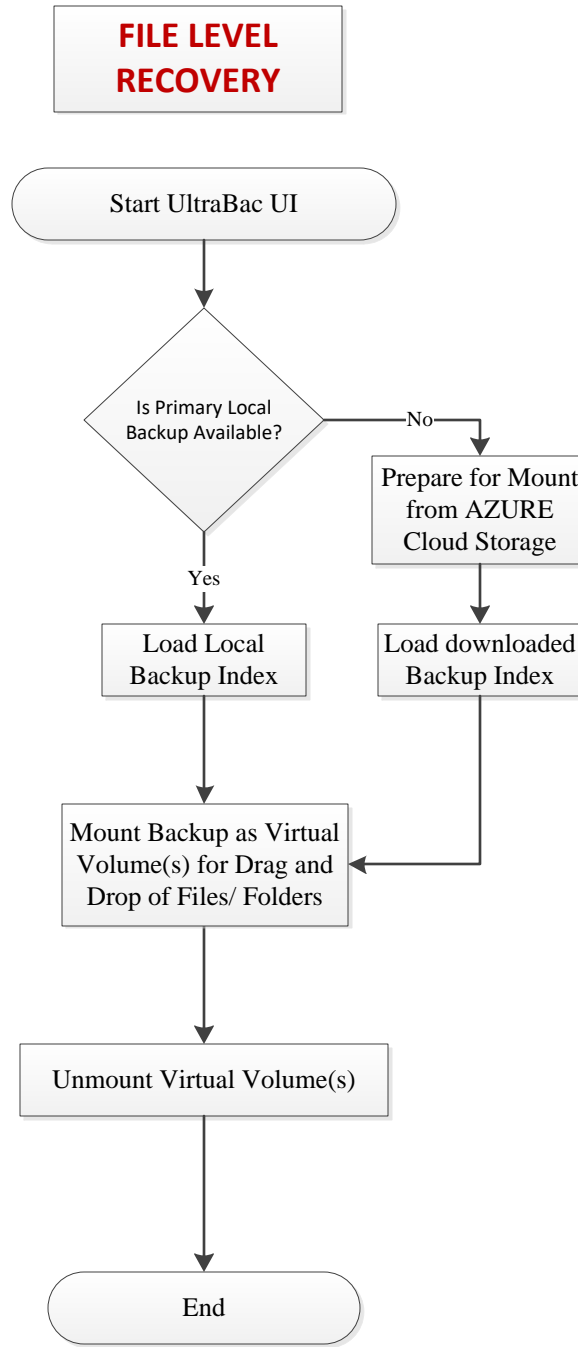 FILE LEVEL
RECOVERY
Start UltraBac UI
Is Primary Local
Backup Available?
No
Prepare for Mount
from AZURE
Cloud Storage
Yes
Load Local
Backup Index
Load downloaded
Backup Index
Mount Backup as Virtual
Volume(s) for Drag and
Drop of Files/ Folders
Unmount Virtual Volume(s)
End